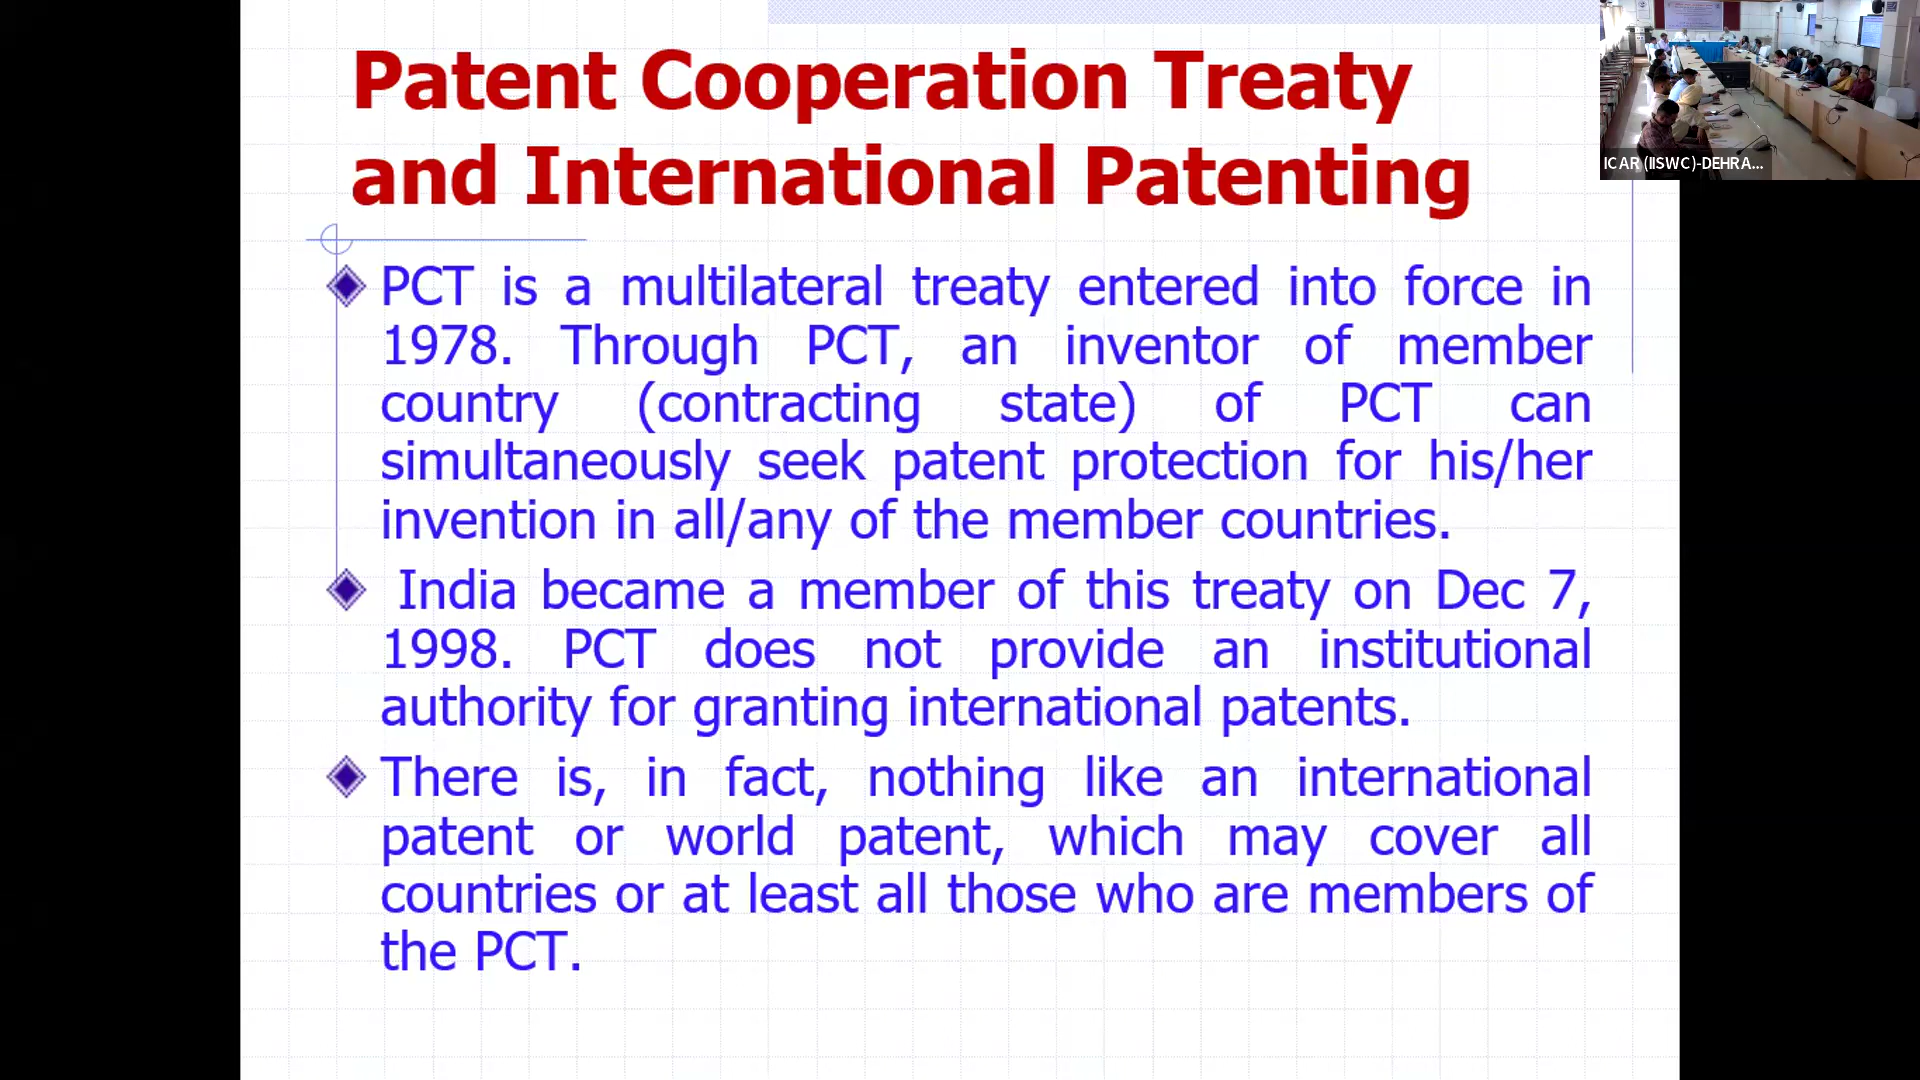 Patent Cooperation Treaty
and International Patenting
PCT is a multilateral treaty entered into force in
1978. Through PCT, an inventor of member
country (contracting state) of PCT can
simultaneously seek patent protection for his/her
invention in all/any of the member countries.
India became a member of this treaty on Dec 7,
1998. PCT does not provide an institutional
authority for granting international patents.
There is, in fact, nothing like an international
patent or world patent, which may cover all
countries or at least all those who are members of
the PCT.
ICAR (IISWC)-DEHRA...